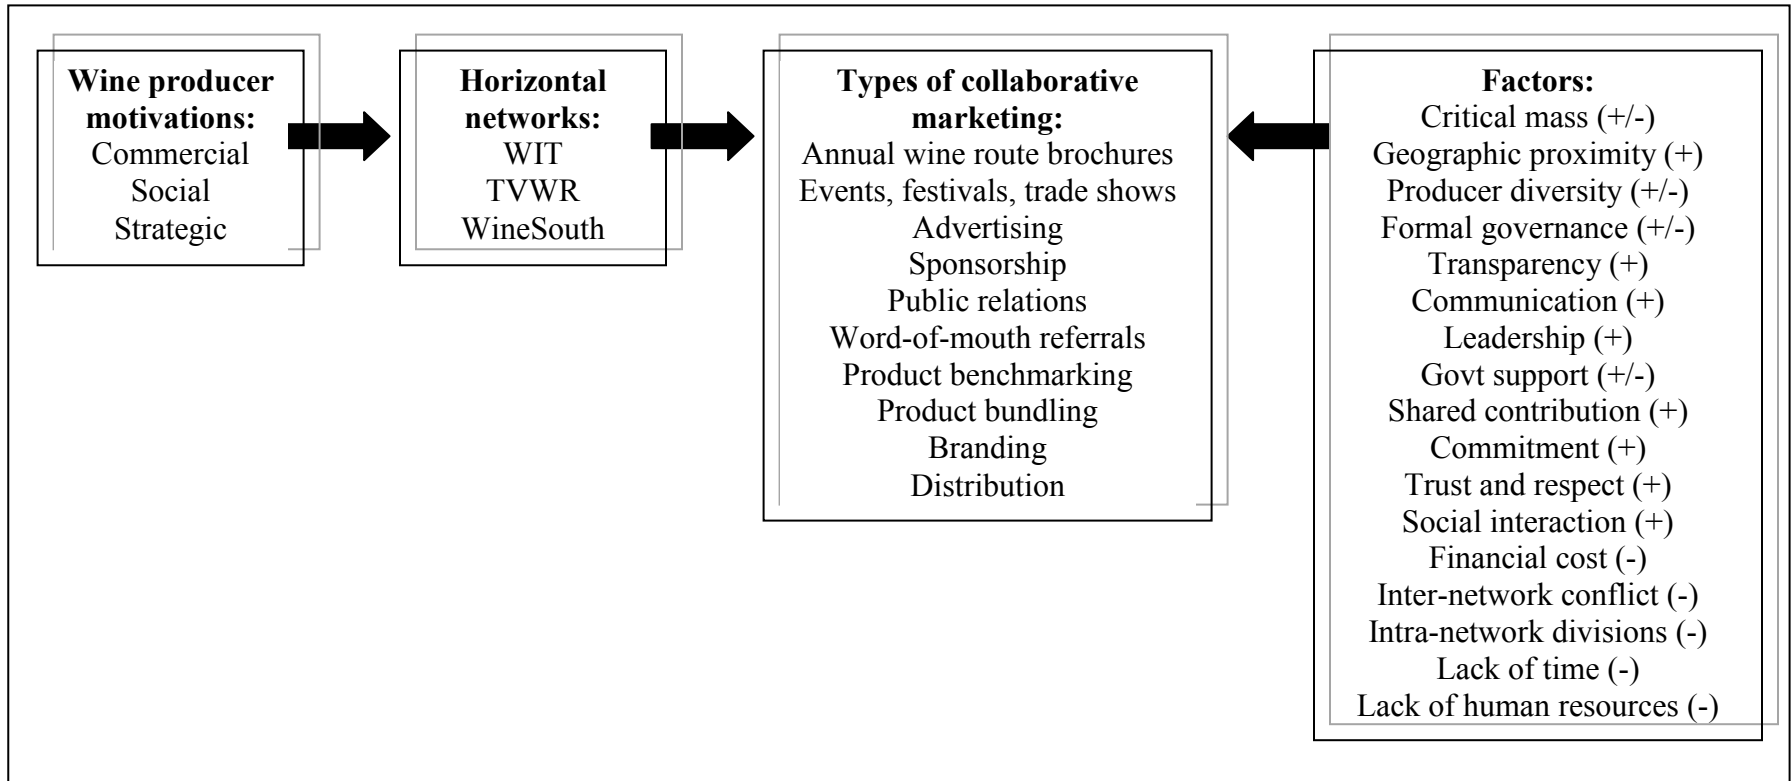 Wine producer
motivations:
Commercial
Social
Strategic
Horizontal
networks:
WIT
TVWR
WineSouth
Types of collaborative
marketing:
Annual wine route brochures
Events, festivals, trade shows
Advertising
Sponsorship
Public relations
Word-of-mouth referrals
Product benchmarking
Product bundling
Branding
Distribution
Factors:
Critical mass (+/-)
Geographic proximity (+)
Producer diversity (+/-)
Formal governance (+/-)
Transparency (+)
Communication (+)
Leadership (+)
Govt support (+/-)
Shared contribution (+)
Commitment (+)
Trust and respect (+)
Social interaction (+)
Financial cost (-)
Inter-network conflict (-)
Intra-network divisions (-)
Lack of time (-)
Lack of human resources (-)